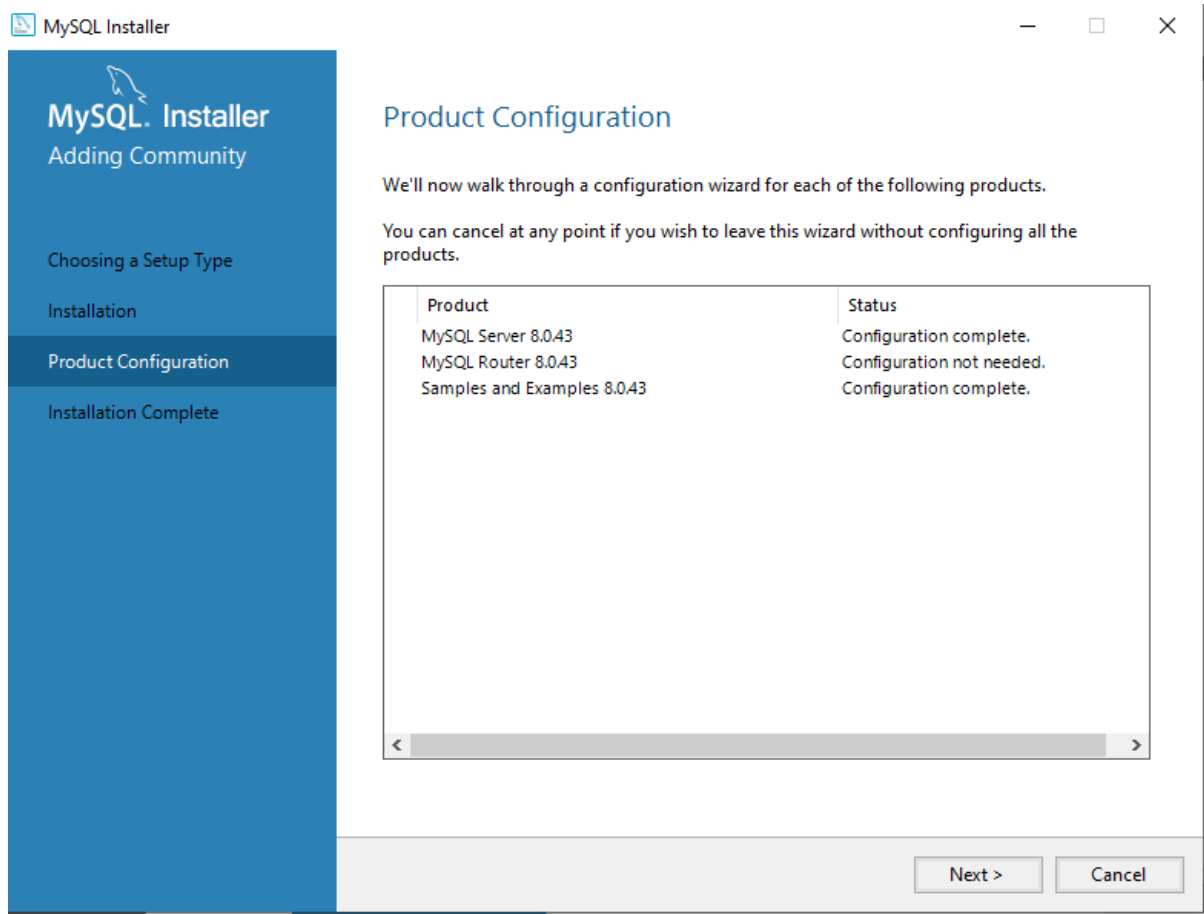 MySQL Installer
MySQL. Installer
Adding Community
Choosing a Setup Type
Installation
Product Configuration
Installation Complete
Product Configuration
We'll now walk through a configuration wizard for each of the following products.
You can cancel at any point if you wish to leave this wizard without configuring all the
products.
Product Status
MySQL Server 8.0.43 Configuration complete.
MySQL Router 8.0.43 Configuration not needed.
Samples and Examples 8.0.43 Configuration complete.
Next > Cancel